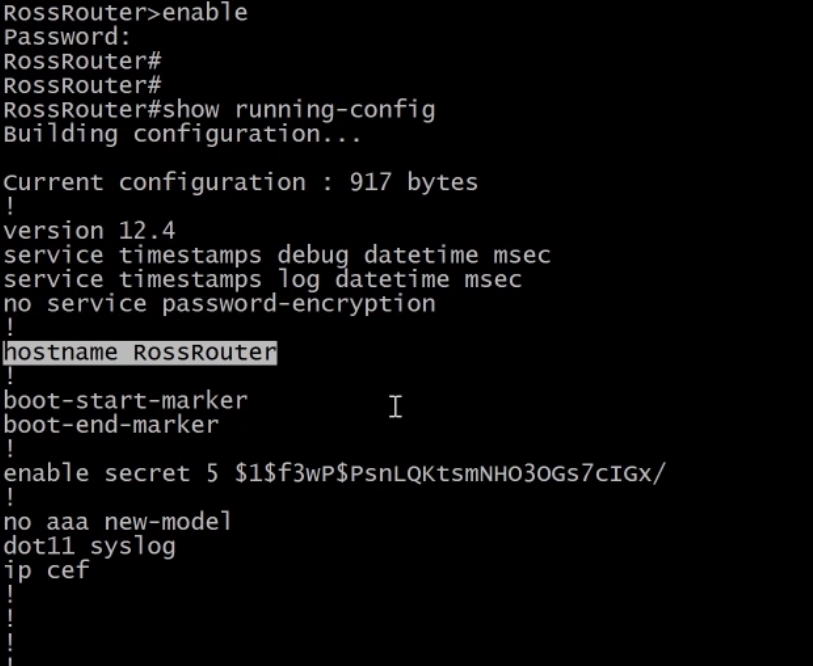 RossRouter>enable
Password:
RossRouter#
RossRouter#
RossRouter#show running-config
Building configuration...
Current configuration : 917 bytes
!
version 12.4
service timestamps debug datetime msec
service timestamps log datetime msec
no service password-encryption
!
hostname RossRouter
!
boot-start-marker
boot-end-marker
!
enable secret 5 $1$f3wP$PsnLQKtsmNHO3OGs7cIGx/
!
no aaa new-model
dot11 syslog
ip cef
!
!
!
!